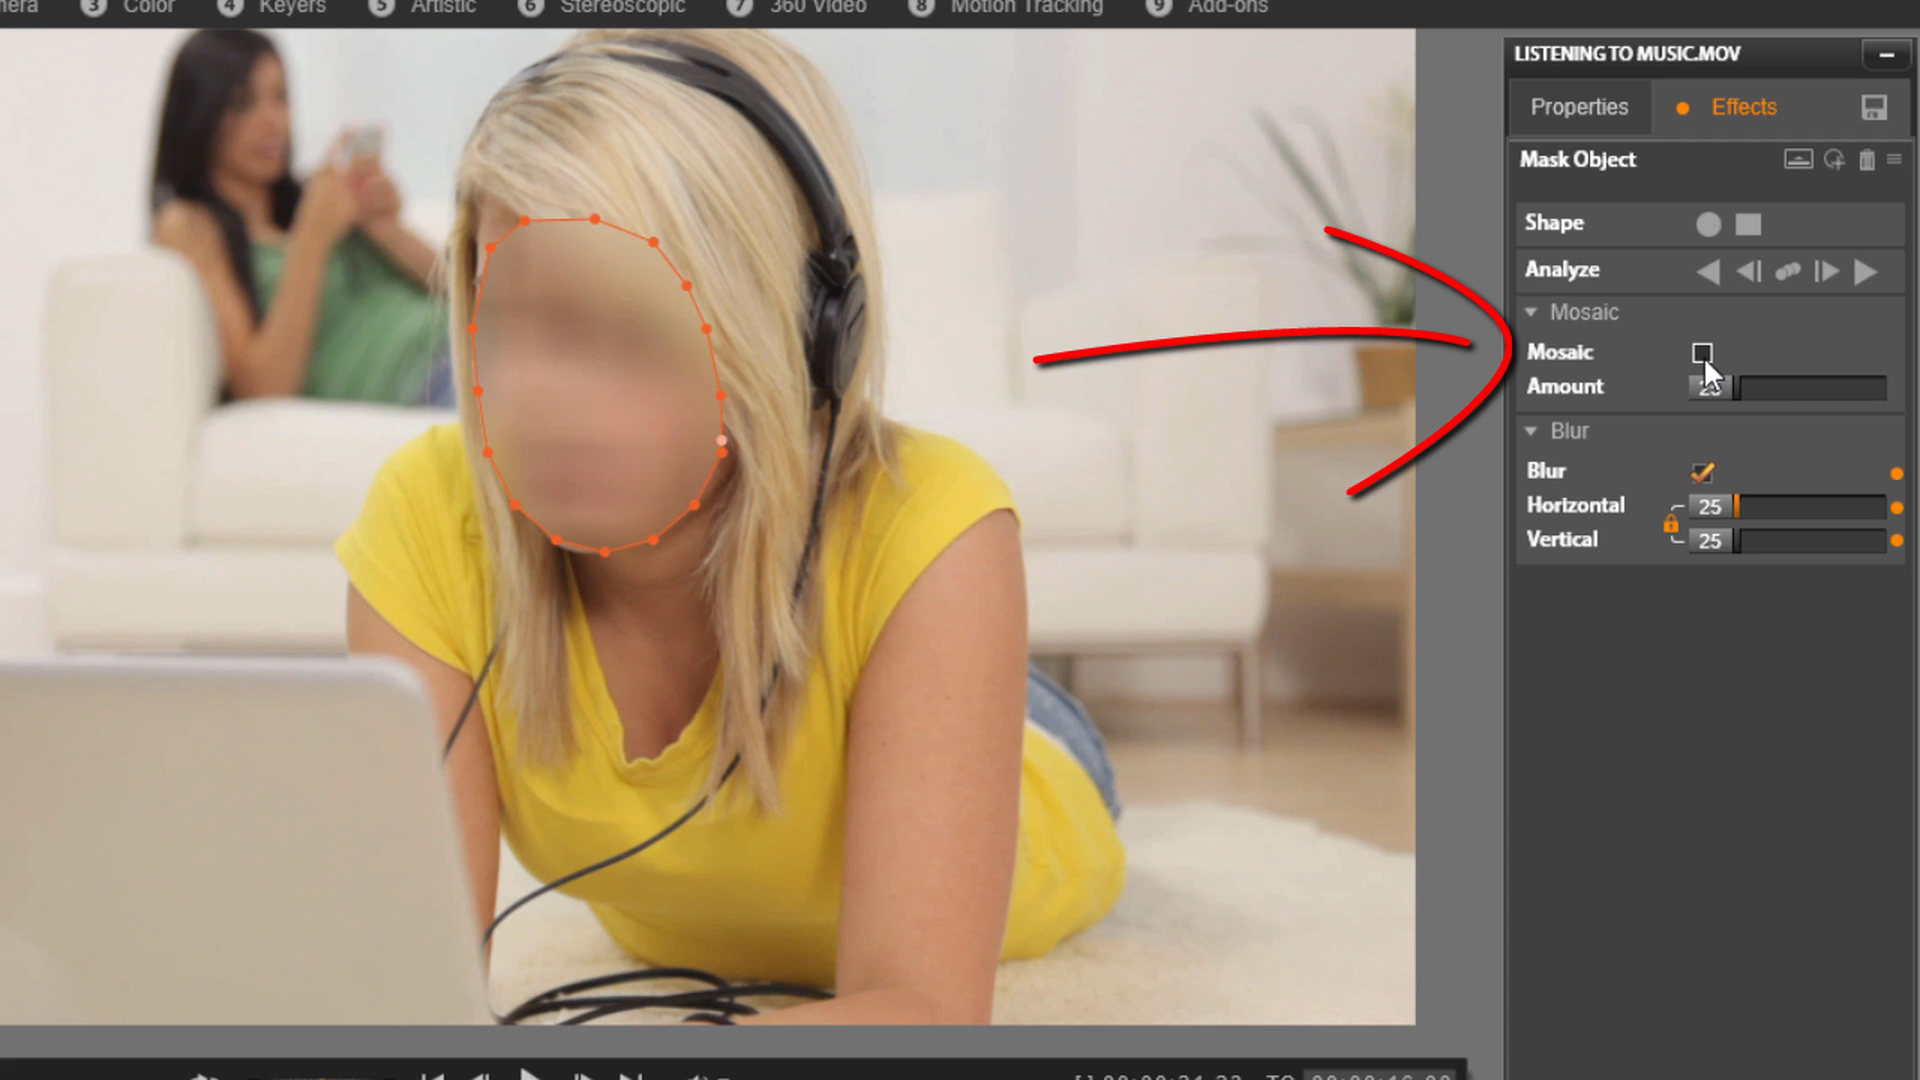 3 Color 4 Keyers 5 Artistic 6 Stereoscopic 7 360 Video 8 Motion Tracking 9 Add-ons
LISTENING TO MUSIC.MOV
Properties Effects
Mask Object
Shape
Analyze
Mosaic
Mosaic
Amount
Blur
Blur
Horizontal 25
Vertical 25
TO